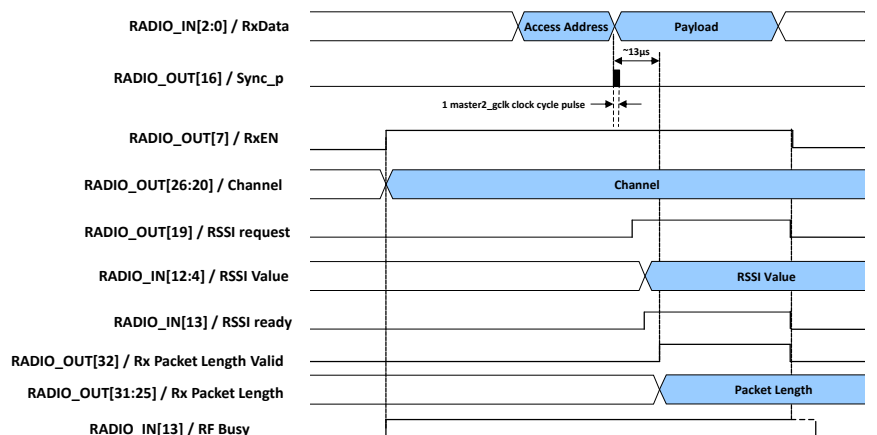 RADIO_IN[2:0] / RxData
Access Address
Payload
~13µs
RADIO_OUT[16] / Sync_p
1 master2_gclk clock cycle pulse
RADIO_OUT[7] / RxEN
RADIO_OUT[26:20] / Channel
Channel
RADIO_OUT[19] / RSSI request
RADIO_IN[12:4] / RSSI Value
RSSI Value
RADIO_IN[13] / RSSI ready
RADIO_OUT[32] / Rx Packet Length Valid
RADIO_OUT[31:25] / Rx Packet Length
Packet Length
RADIO_IN[13] / RF Busy